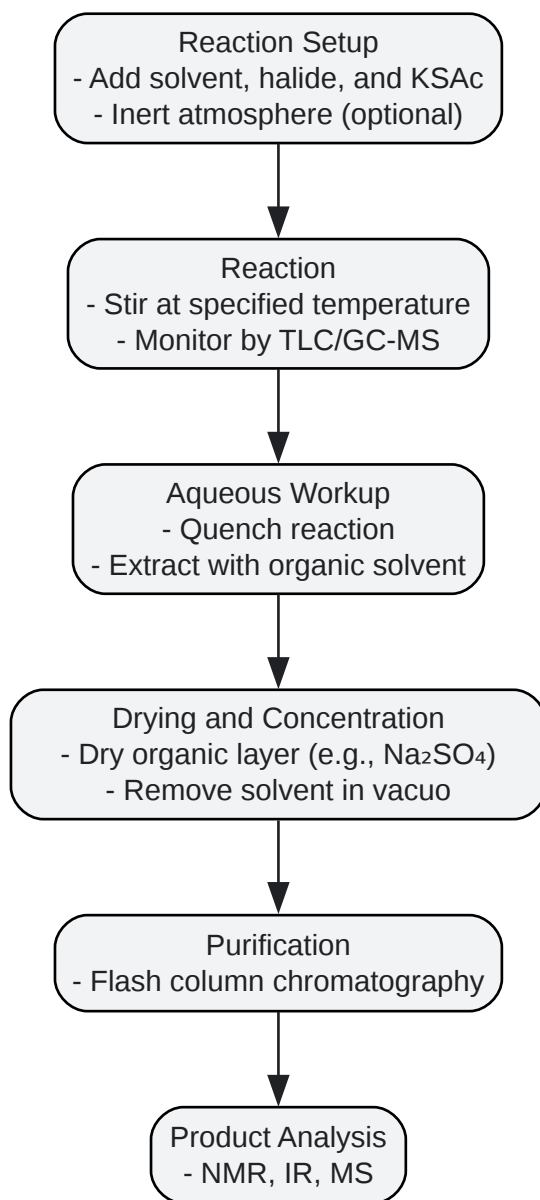 Reaction Setup
- Add solvent, halide, and KSAc
- Inert atmosphere (optional)
Reaction
- Stir at specified temperature
- Monitor by TLC/GC-MS
Aqueous Workup
- Quench reaction
- Extract with organic solvent
Drying and Concentration
- Dry organic layer (e.g., Na₂SO₄)
- Remove solvent in vacuo
Purification
- Flash column chromatography
Product Analysis
- NMR, IR, MS